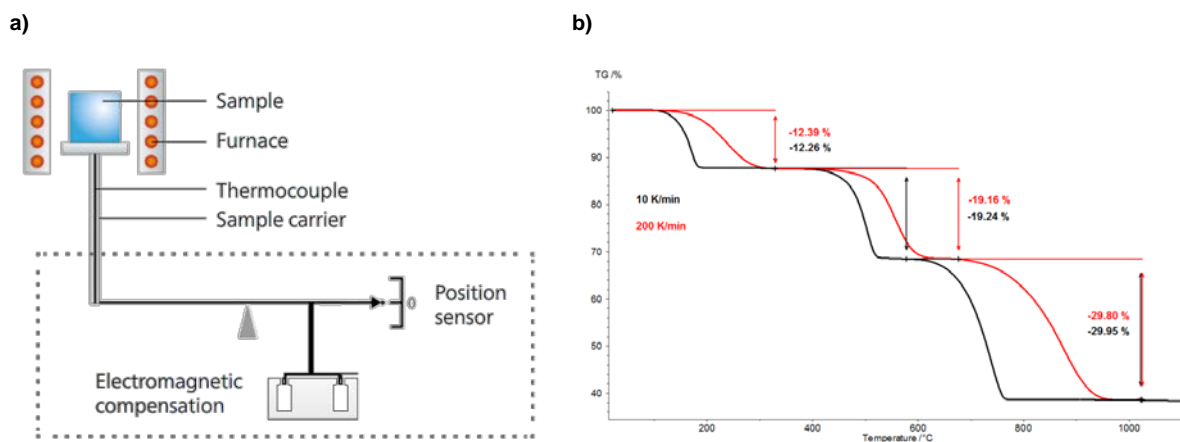 a)
Sample
Furnace
Thermocouple
Sample carrier
0
Position
sensor
Electromagnetic
compensation
b)
TG /%
100
90
80
70
60
50
40
-12.39 %
-12.26 %
10 K/min
200 K/min
-19.16 %
-19.24 %
-29.80 %
-29.95 %
200
400
600
800
1000
Temperature /°C